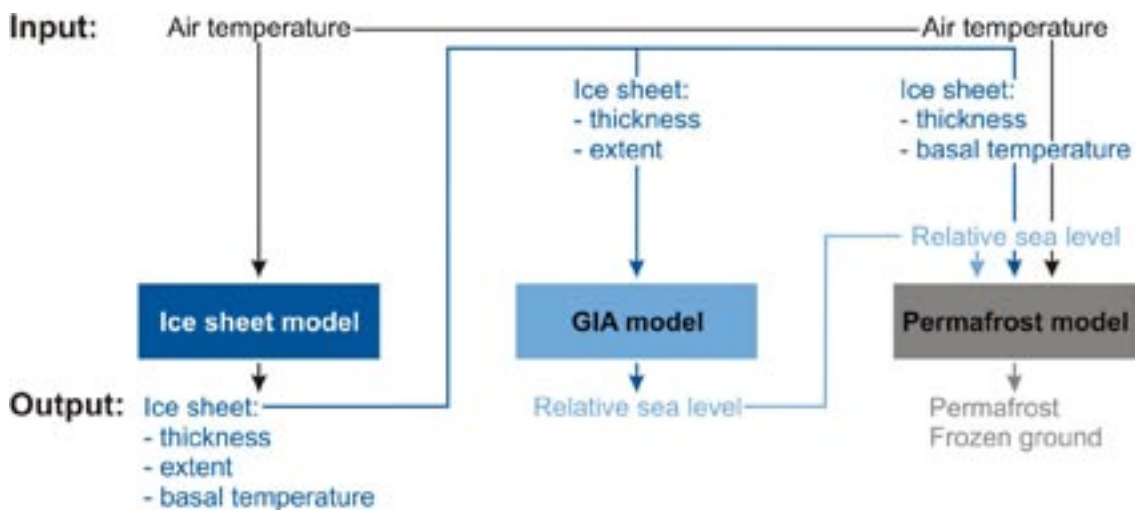 Input:
Air temperature
Air temperature
Ice sheet:
- thickness
- extent
Ice sheet:
- thickness
- basal temperature
Relative sea level
Ice sheet model
GIA model
Permafrost model
Output:
Ice sheet:
- thickness
- extent
- basal temperature
Relative sea level
Permafrost
Frozen ground